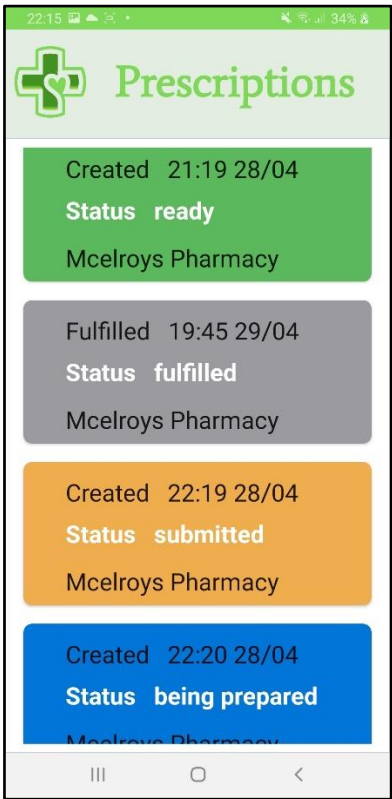 22:15 34%
Prescriptions
Created 21:19 28/04
Status ready
Mcelroys Pharmacy
Fulfilled 19:45 29/04
Status fulfilled
Mcelroys Pharmacy
Created 22:19 28/04
Status submitted
Mcelroys Pharmacy
Created 22:20 28/04
Status being prepared
Mcelroys Pharmacy